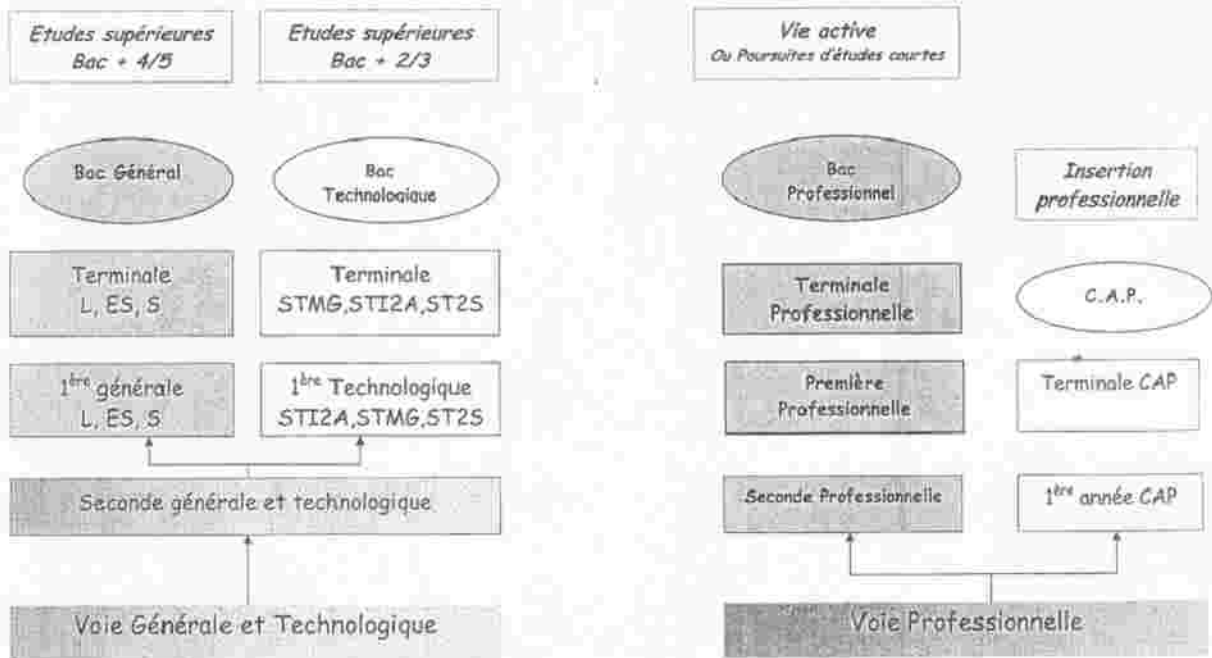 Etudes supérieures
Bac + 4/5
Etudes supérieures
Bac + 2/3
Vie active
Ou Poursuites d'études courtes
Bac Général
Bac
Technologique
Bac
Professionnel
Insertion
professionnelle
Terminale
L, ES, S
Terminale
STMG,STI2A,ST2S
Terminale
Professionnelle
C.A.P.
1ère générale
L, ES, S
1ère Technologique
STI2A,STMG,ST2S
Première
Professionnelle
Terminale CAP
Seconde générale et technologique
Seconde Professionnelle
1ère année CAP
Voie Générale et Technologique
Voie Professionnelle